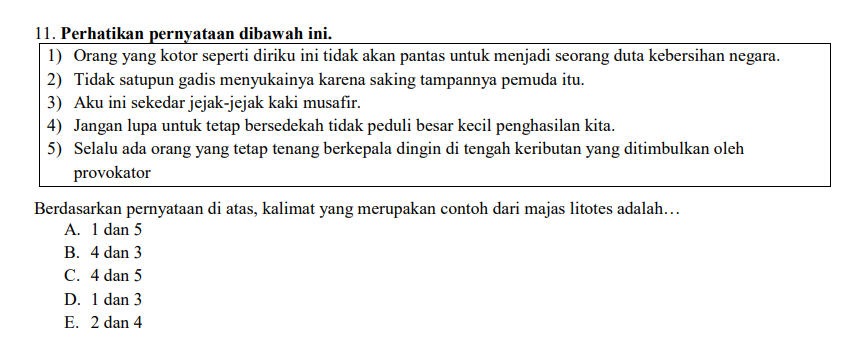 11. Perhatikan pernyataan dibawah ini.
1) Orang yang kotor seperti diriku ini tidak akan pantas untuk menjadi seorang duta kebersihan negara.
2) Tidak satupun gadis menyukainya karena saking tampannya pemuda itu.
3) Aku ini sekedar jejak-jejak kaki musafir.
4) Jangan lupa untuk tetap bersedekah tidak peduli besar kecil penghasilan kita.
5) Selalu ada orang yang tetap tenang berkepala dingin di tengah keributan yang ditimbulkan oleh
provokator
Berdasarkan pernyataan di atas, kalimat yang merupakan contoh dari majas litotes adalah…
A. 1 dan 5
B. 4 dan 3
C. 4 dan 5
D. 1 dan 3
E. 2 dan 4